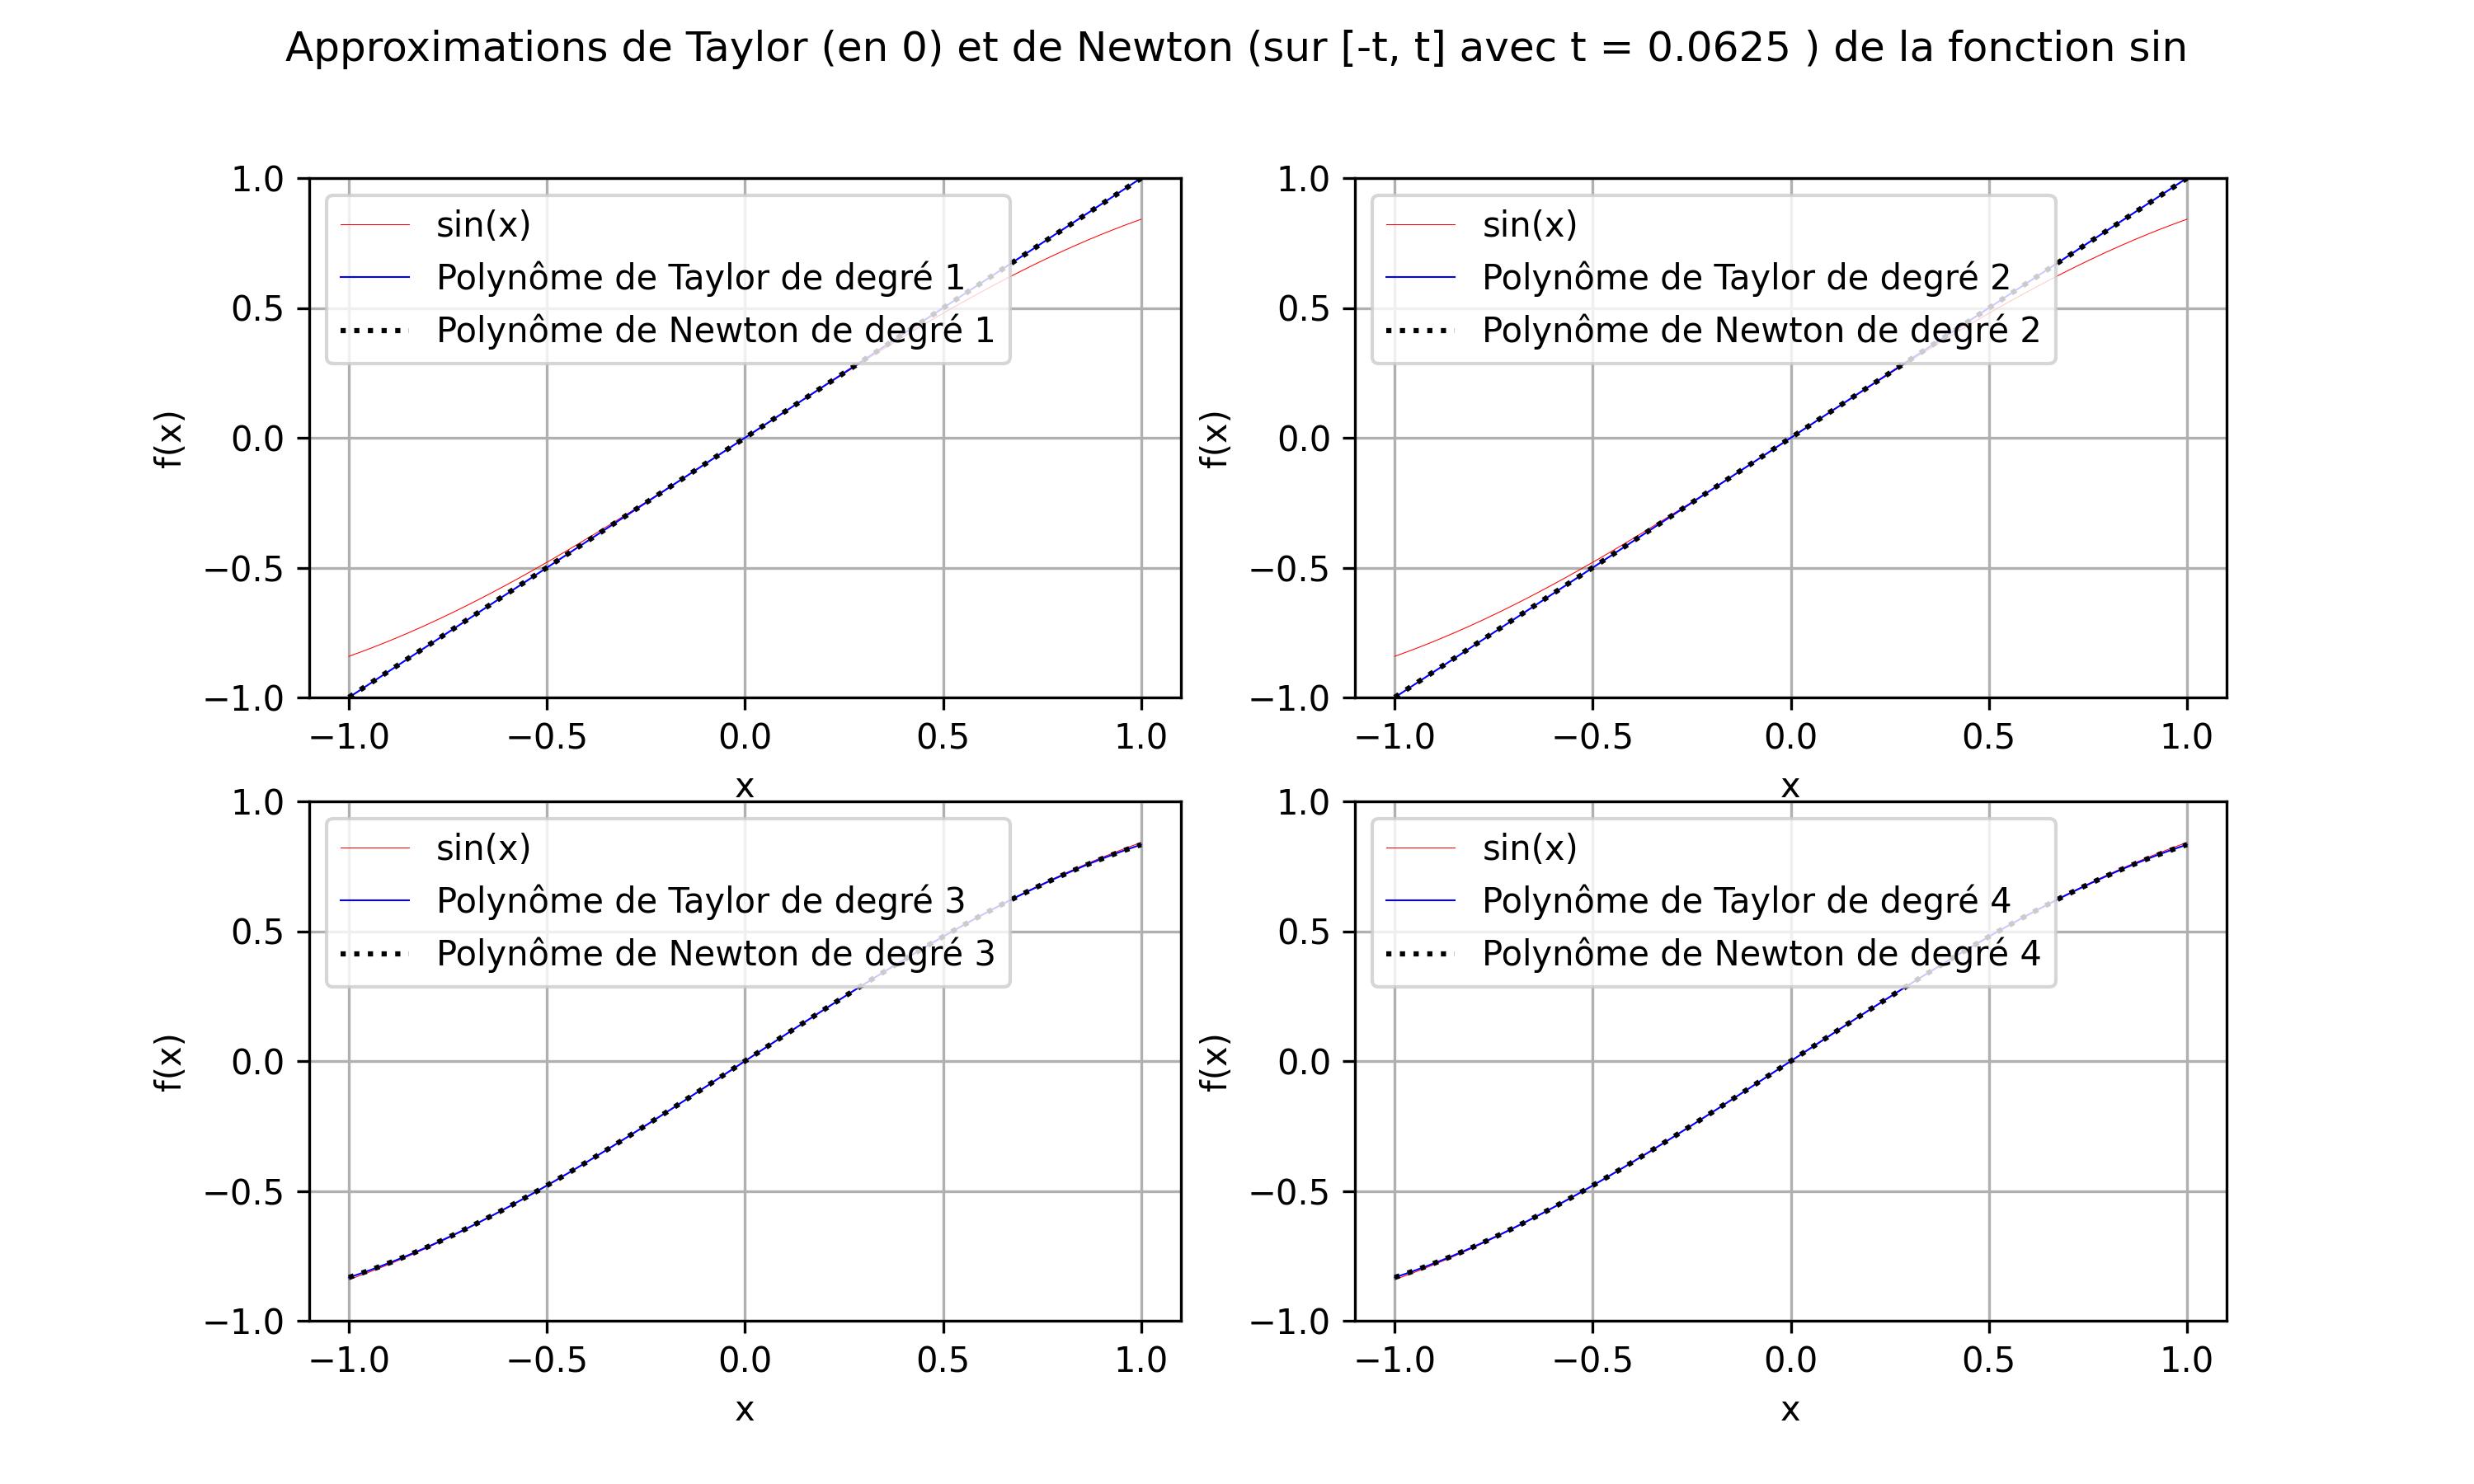 Approximations de Taylor (en 0) et de Newton (sur [-t, t] avec t = 0.0625 ) de la fonction sin
1.0
0.5
0.0
−0.5
−1.0
f(x)
sin(x)
Polynôme de Taylor de degré 1
Polynôme de Newton de degré 1
−1.0 −0.5 0.0 0.5 1.0
x
1.0
0.5
0.0
−0.5
−1.0
f(x)
sin(x)
Polynôme de Taylor de degré 2
Polynôme de Newton de degré 2
−1.0 −0.5 0.0 0.5 1.0
x
1.0
0.5
0.0
−0.5
−1.0
f(x)
sin(x)
Polynôme de Taylor de degré 3
Polynôme de Newton de degré 3
−1.0 −0.5 0.0 0.5 1.0
x
1.0
0.5
0.0
−0.5
−1.0
f(x)
sin(x)
Polynôme de Taylor de degré 4
Polynôme de Newton de degré 4
−1.0 −0.5 0.0 0.5 1.0
x